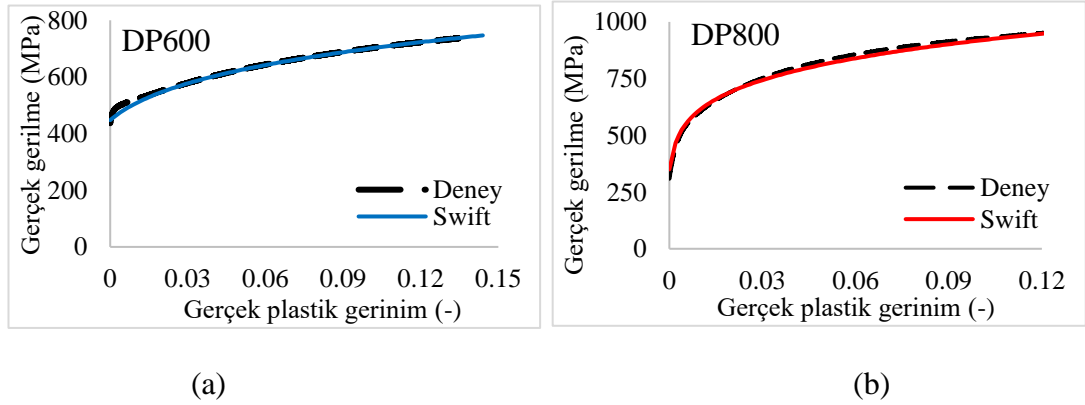 DP600
Gerçek gerilme (MPa)
800
600
400
200
0
0
0.03
0.06
0.09
0.12
0.15
Gerçek plastik gerinim (-)
Deney
Swift
(a)
DP800
Gerçek gerilme (MPa)
1000
750
500
250
0
0
0.03
0.06
0.09
0.12
Gerçek plastik gerinim (-)
Deney
Swift
(b)